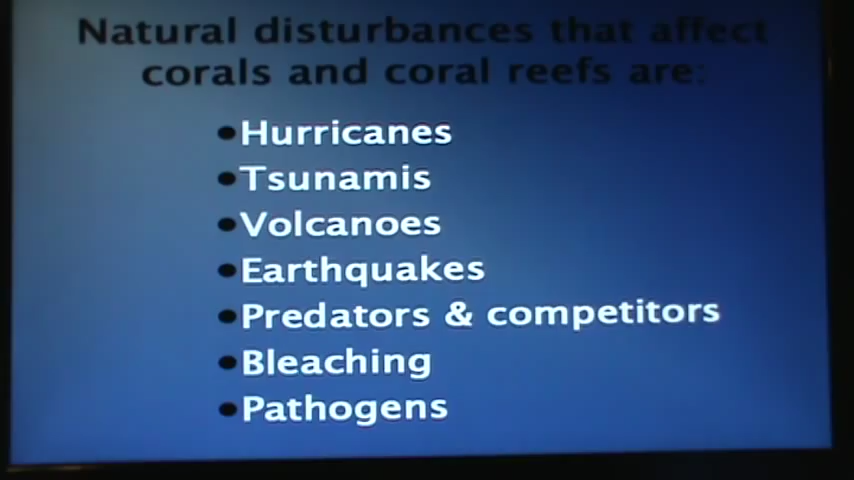 Natural disturbances that affect
corals and coral reefs are:
•Hurricanes
•Tsunamis
•Volcanoes
•Earthquakes
•Predators & competitors
•Bleaching
•Pathogens